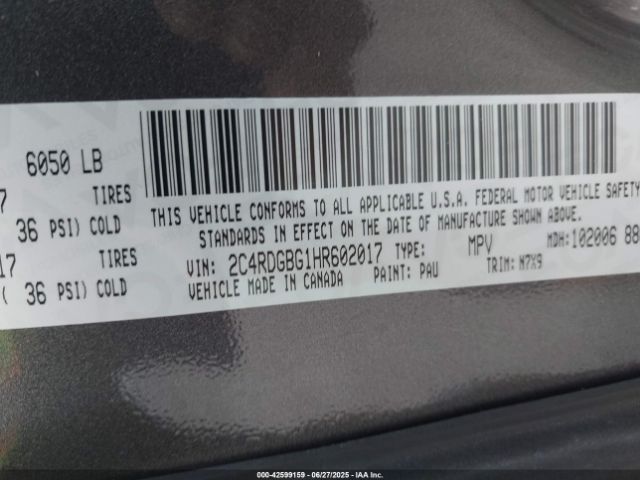 6050 LB
7 TIRES
36 PSI) COLD
17 TIRES
( 36 PSI) COLD
THIS VEHICLE CONFORMS TO ALL APPLICABLE U.S.A. FEDERAL MOTOR VEHICLE SAFETY
STANDARDS IN EFFECT ON THE DATE OF MANUFACTURE SHOWN ABOVE.
VIN: 2C4RDGBG1HR602017 TYPE: MPV MDH:102006 88
VEHICLE MADE IN CANADA PAINT: PAU TRIM: N7X9
000-42599159 — 06/27/2025 — IAA Inc.